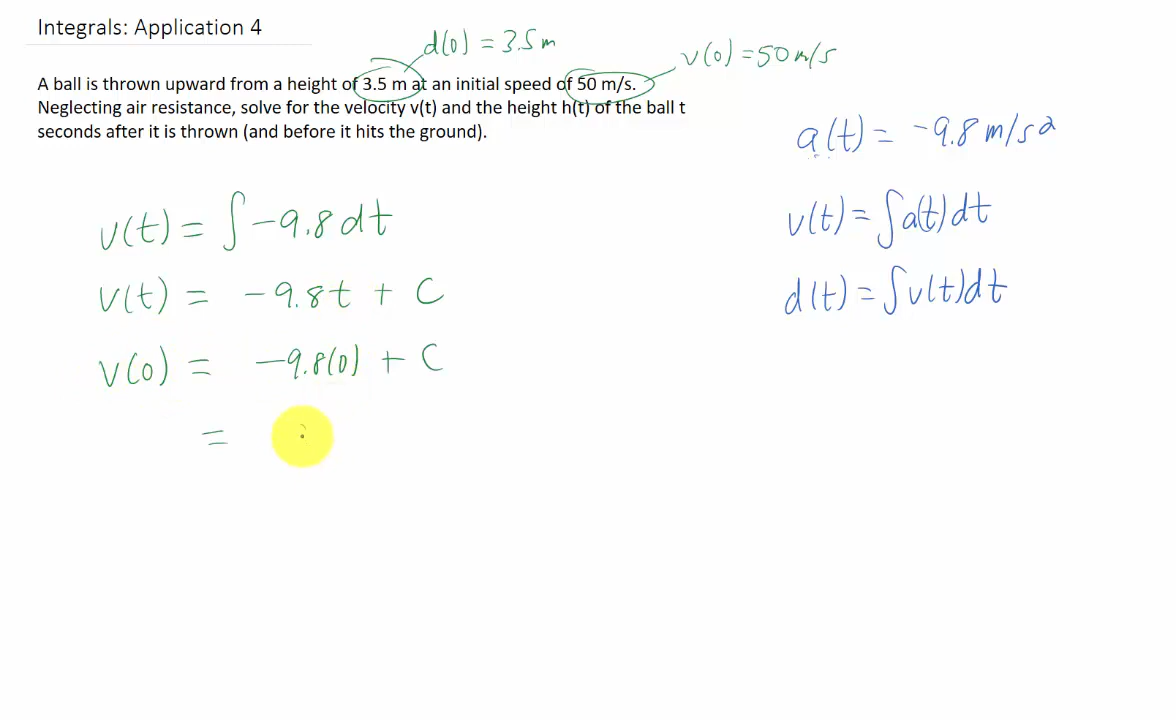 Integrals: Application 4
d(0) = 3.5 m
v(0) = 50 m/s
A ball is thrown upward from a height of 3.5 m at an initial speed of 50 m/s.
Neglecting air resistance, solve for the velocity v(t) and the height h(t) of the ball t
seconds after it is thrown (and before it hits the ground).
a(t) = -9.8 m/s2
v(t) = ∫ a(t) dt
d(t) = ∫ v(t) dt
v(t) = ∫ -9.8 dt
v(t) = -9.8t + C
v(0) = -9.8(0) + C
=